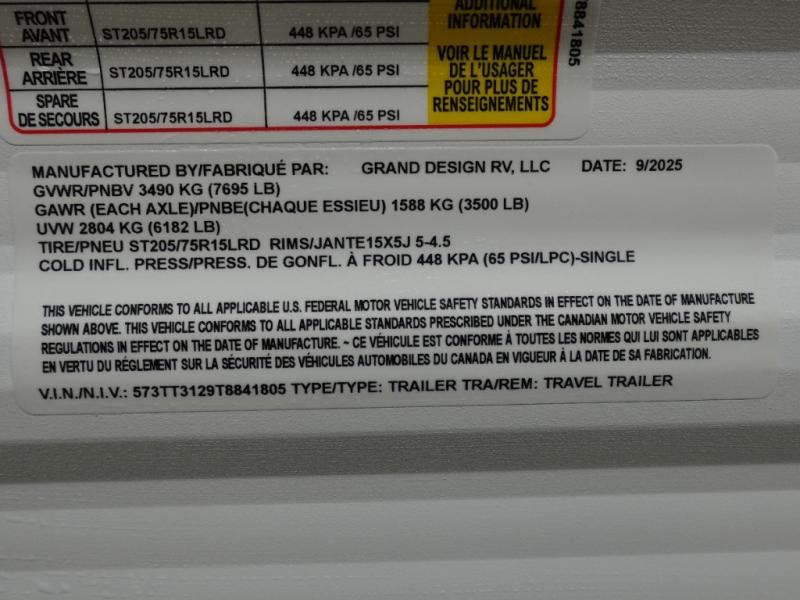 ADDITIONAL
INFORMATION
VOIR LE MANUEL
DE L'USAGER
POUR PLUS DE
RENSEIGNEMENTS
FRONT
AVANT ST205/75R15LRD 448 KPA /65 PSI
REAR
ARRIÈRE ST205/75R15LRD 448 KPA /65 PSI
SPARE
DE SECOURS ST205/75R15LRD 448 KPA /65 PSI
8841805
MANUFACTURED BY/FABRIQUÉ PAR: GRAND DESIGN RV, LLC DATE: 9/2025
GVWR/PNBV 3490 KG (7695 LB)
GAWR (EACH AXLE)/PNBE(CHAQUE ESSIEU) 1588 KG (3500 LB)
UVW 2804 KG (6182 LB)
TIRE/PNEU ST205/75R15LRD RIMS/JANTE15X5J 5-4.5
COLD INFL. PRESS/PRESS. DE GONFL. À FROID 448 KPA (65 PSI/LPC)-SINGLE
THIS VEHICLE CONFORMS TO ALL APPLICABLE U.S. FEDERAL MOTOR VEHICLE SAFETY STANDARDS IN EFFECT ON THE DATE OF MANUFACTURE
SHOWN ABOVE. THIS VEHICLE CONFORMS TO ALL APPLICABLE STANDARDS PRESCRIBED UNDER THE CANADIAN MOTOR VEHICLE SAFETY
REGULATIONS IN EFFECT ON THE DATE OF MANUFACTURE. ~ CE VÉHICULE EST CONFORME À TOUTES LES NORMES QUI LUI SONT APPLICABLES
EN VERTU DU RÉGLEMENT SUR LA SÉCURITÉ DES VÉHICULES AUTOMOBILES DU CANADA EN VIGUEUR À LA DATE DE SA FABRICATION.
V.I.N./N.I.V.: 573TT3129T8841805 TYPE/TYPE: TRAILER TRA/REM: TRAVEL TRAILER